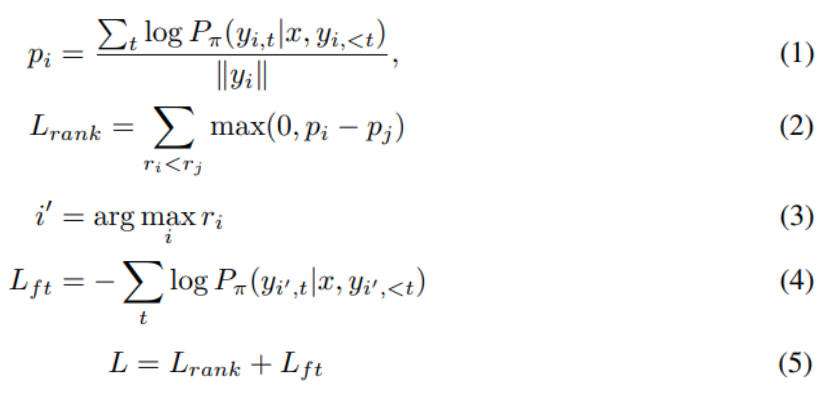 p_i = \frac{\sum_t \log P_\pi(y_{i,t}|x, y_{i,<t})}{\|y_i\|}, (1)
L_{rank} = \sum_{r_i<r_j} \max(0, p_i - p_j) (2)
i' = \arg\max_i r_i (3)
L_{ft} = -\sum_t \log P_\pi(y_{i',t}|x, y_{i',<t}) (4)
L = L_{rank} + L_{ft} (5)